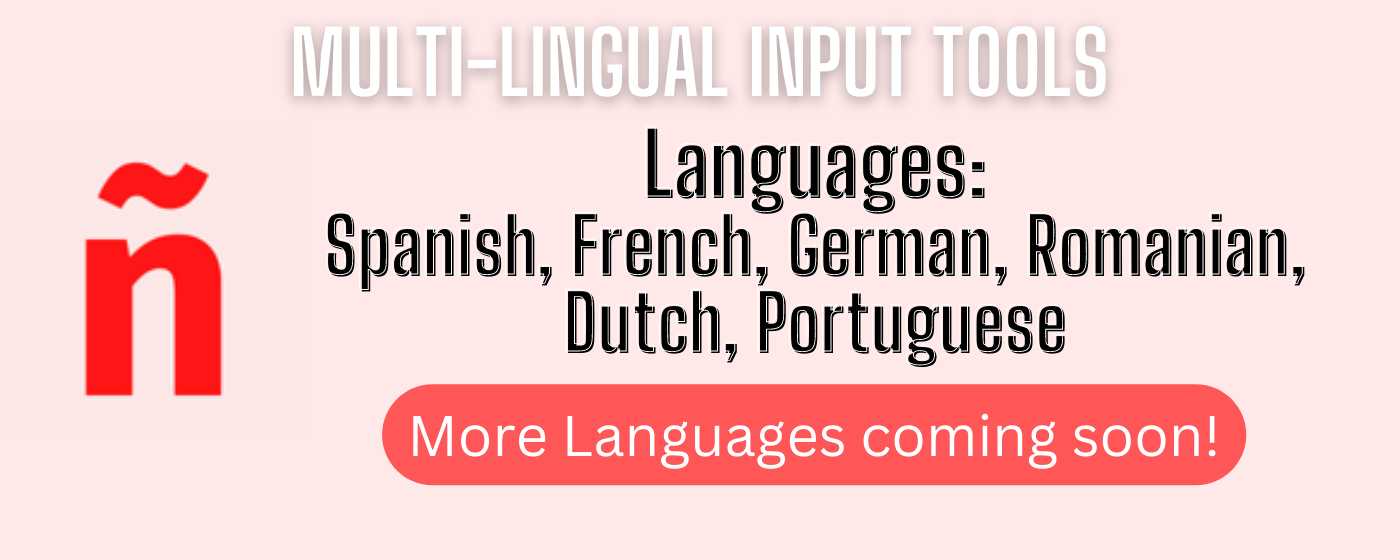 MULTI-LINGUAL INPUT TOOLS
ñ
Languages:
Spanish, French, German, Romanian,
Dutch, Portuguese
More Languages coming soon!